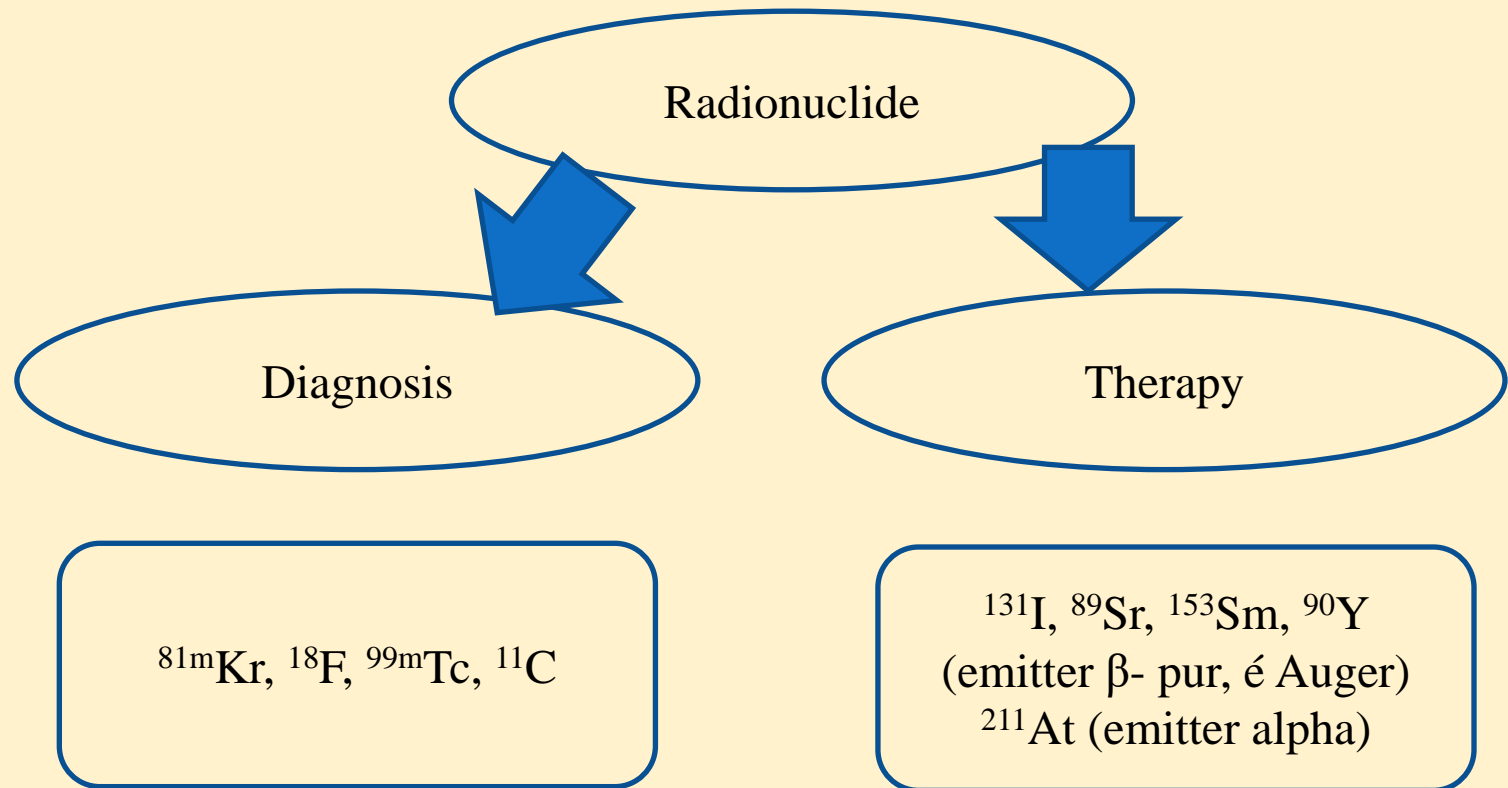 Radionuclide
Diagnosis
Therapy
⁸¹ᵐKr, ¹⁸F, ⁹⁹ᵐTc, ¹¹C
¹³¹I, ⁸⁹Sr, ¹⁵³Sm, ⁹⁰Y
(emitter β- pur, é Auger)
²¹¹At (emitter alpha)